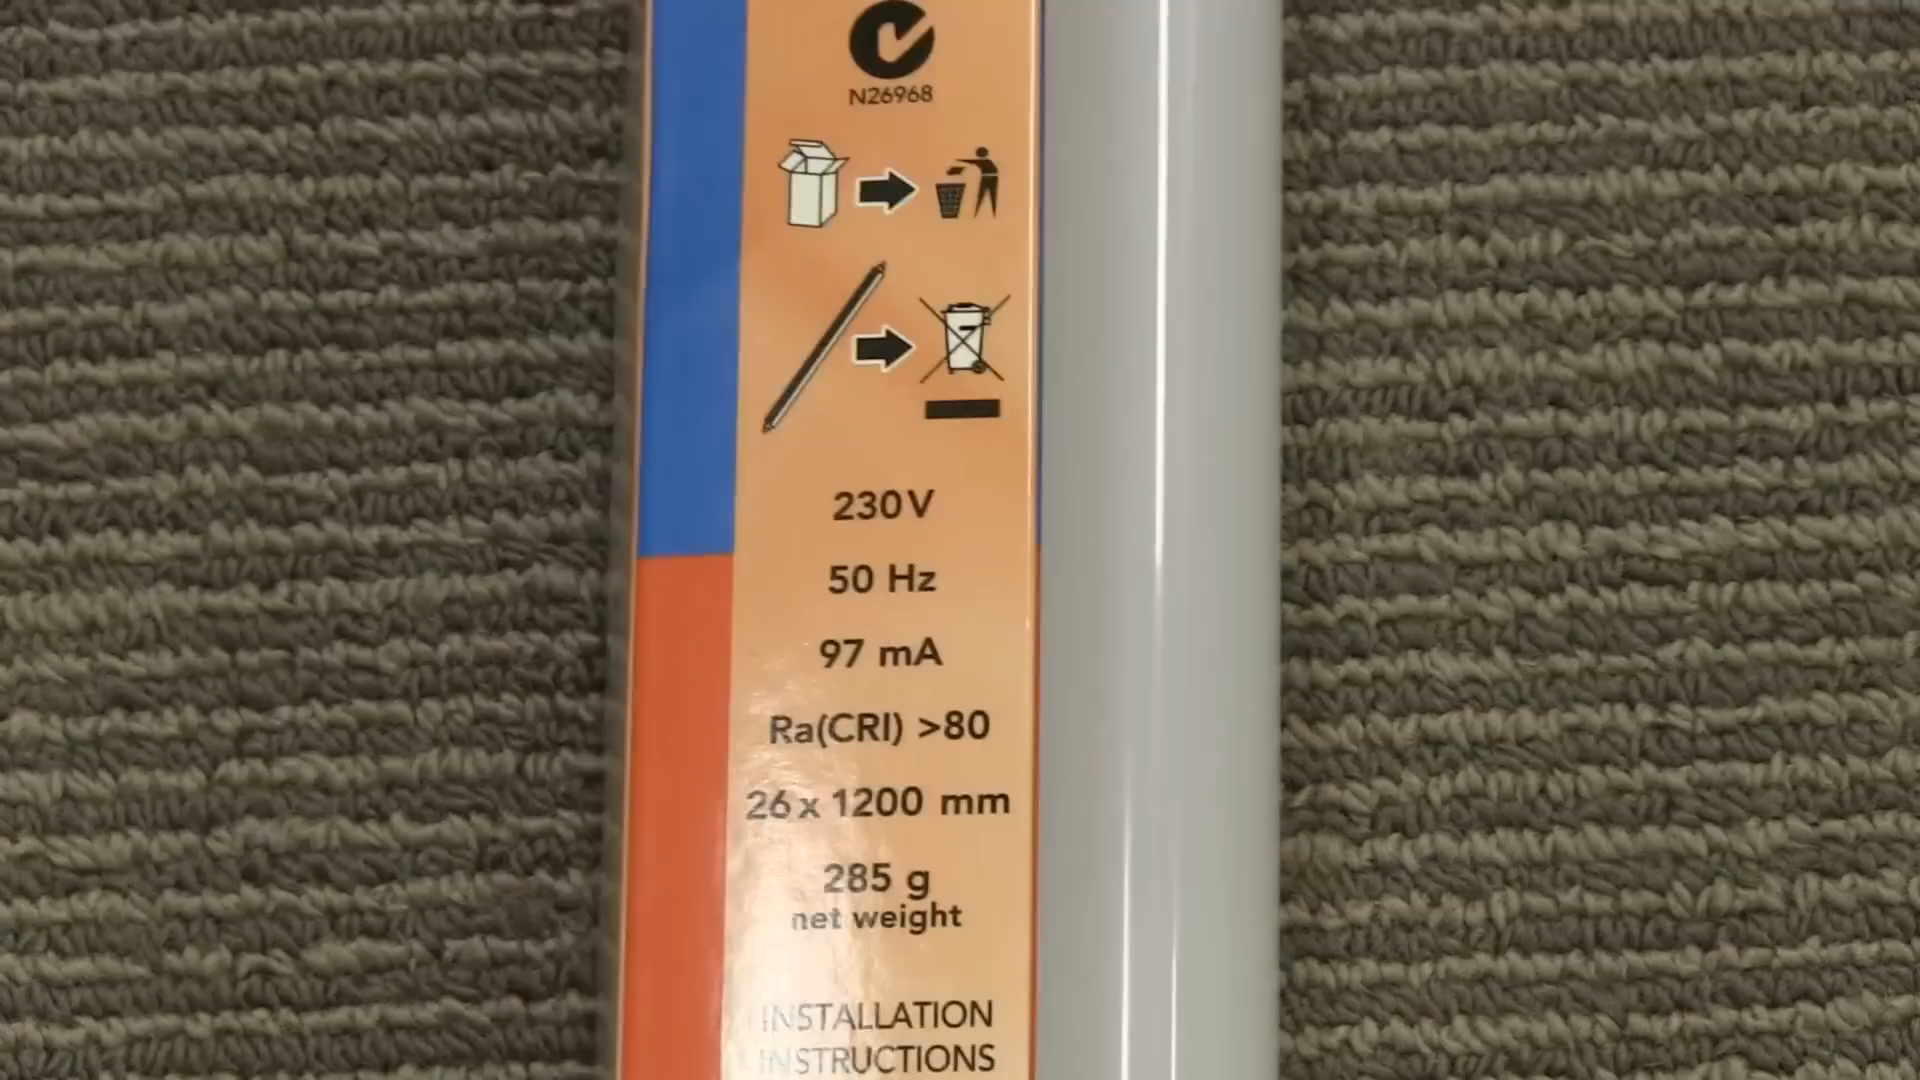 N26968
230V
50 Hz
97 mA
Ra(CRI) >80
26 x 1200 mm
285 g
net weight
INSTALLATION
INSTRUCTIONS